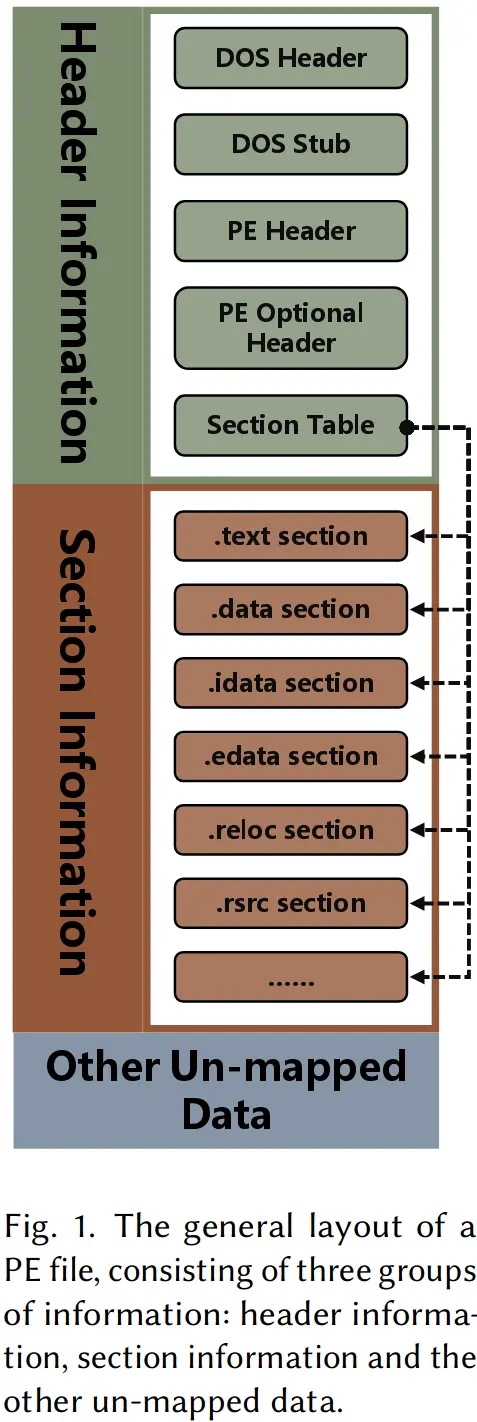 Header Information
DOS Header
DOS Stub
PE Header
PE Optional
Header
Section Table
Section Information
.text section
.data section
.idata section
.edata section
.reloc section
.rsrc section
......
Other Un-mapped
Data
Fig. 1. The general layout of a
PE file, consisting of three groups
of information: header informa-
tion, section information and the
other un-mapped data.